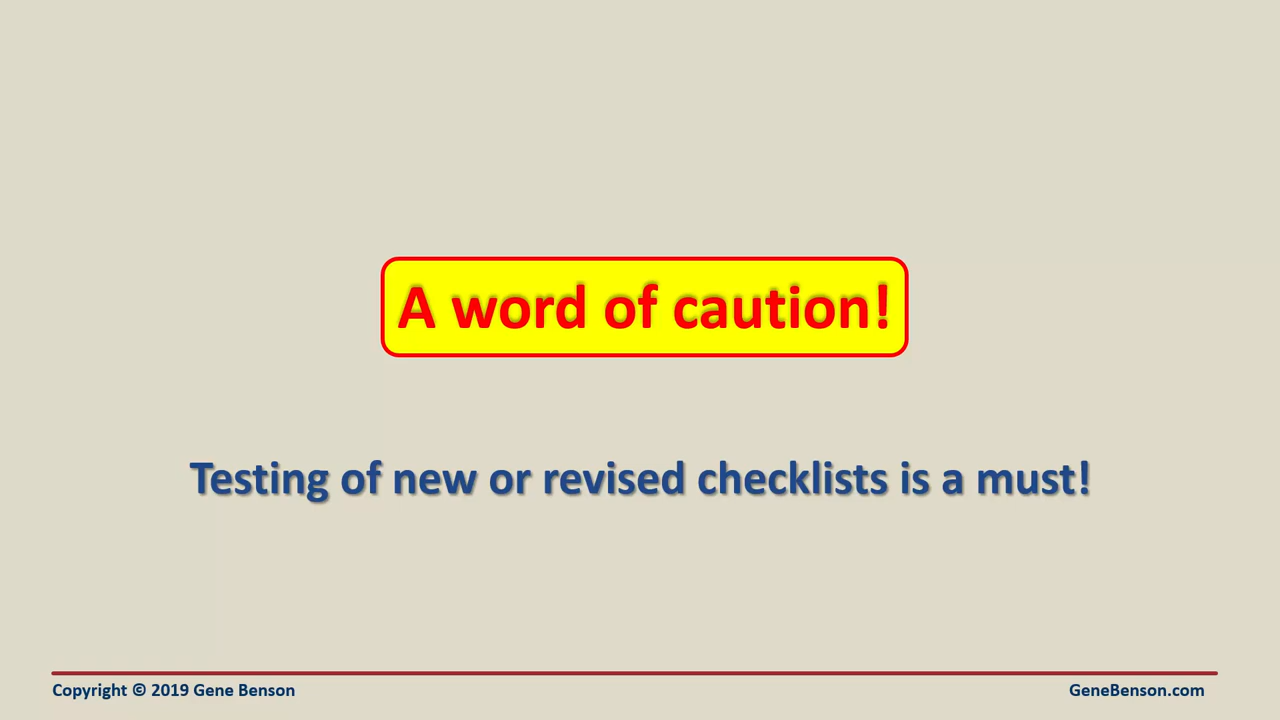 A word of caution!
Testing of new or revised checklists is a must!
Copyright © 2019 Gene Benson
GeneBenson.com